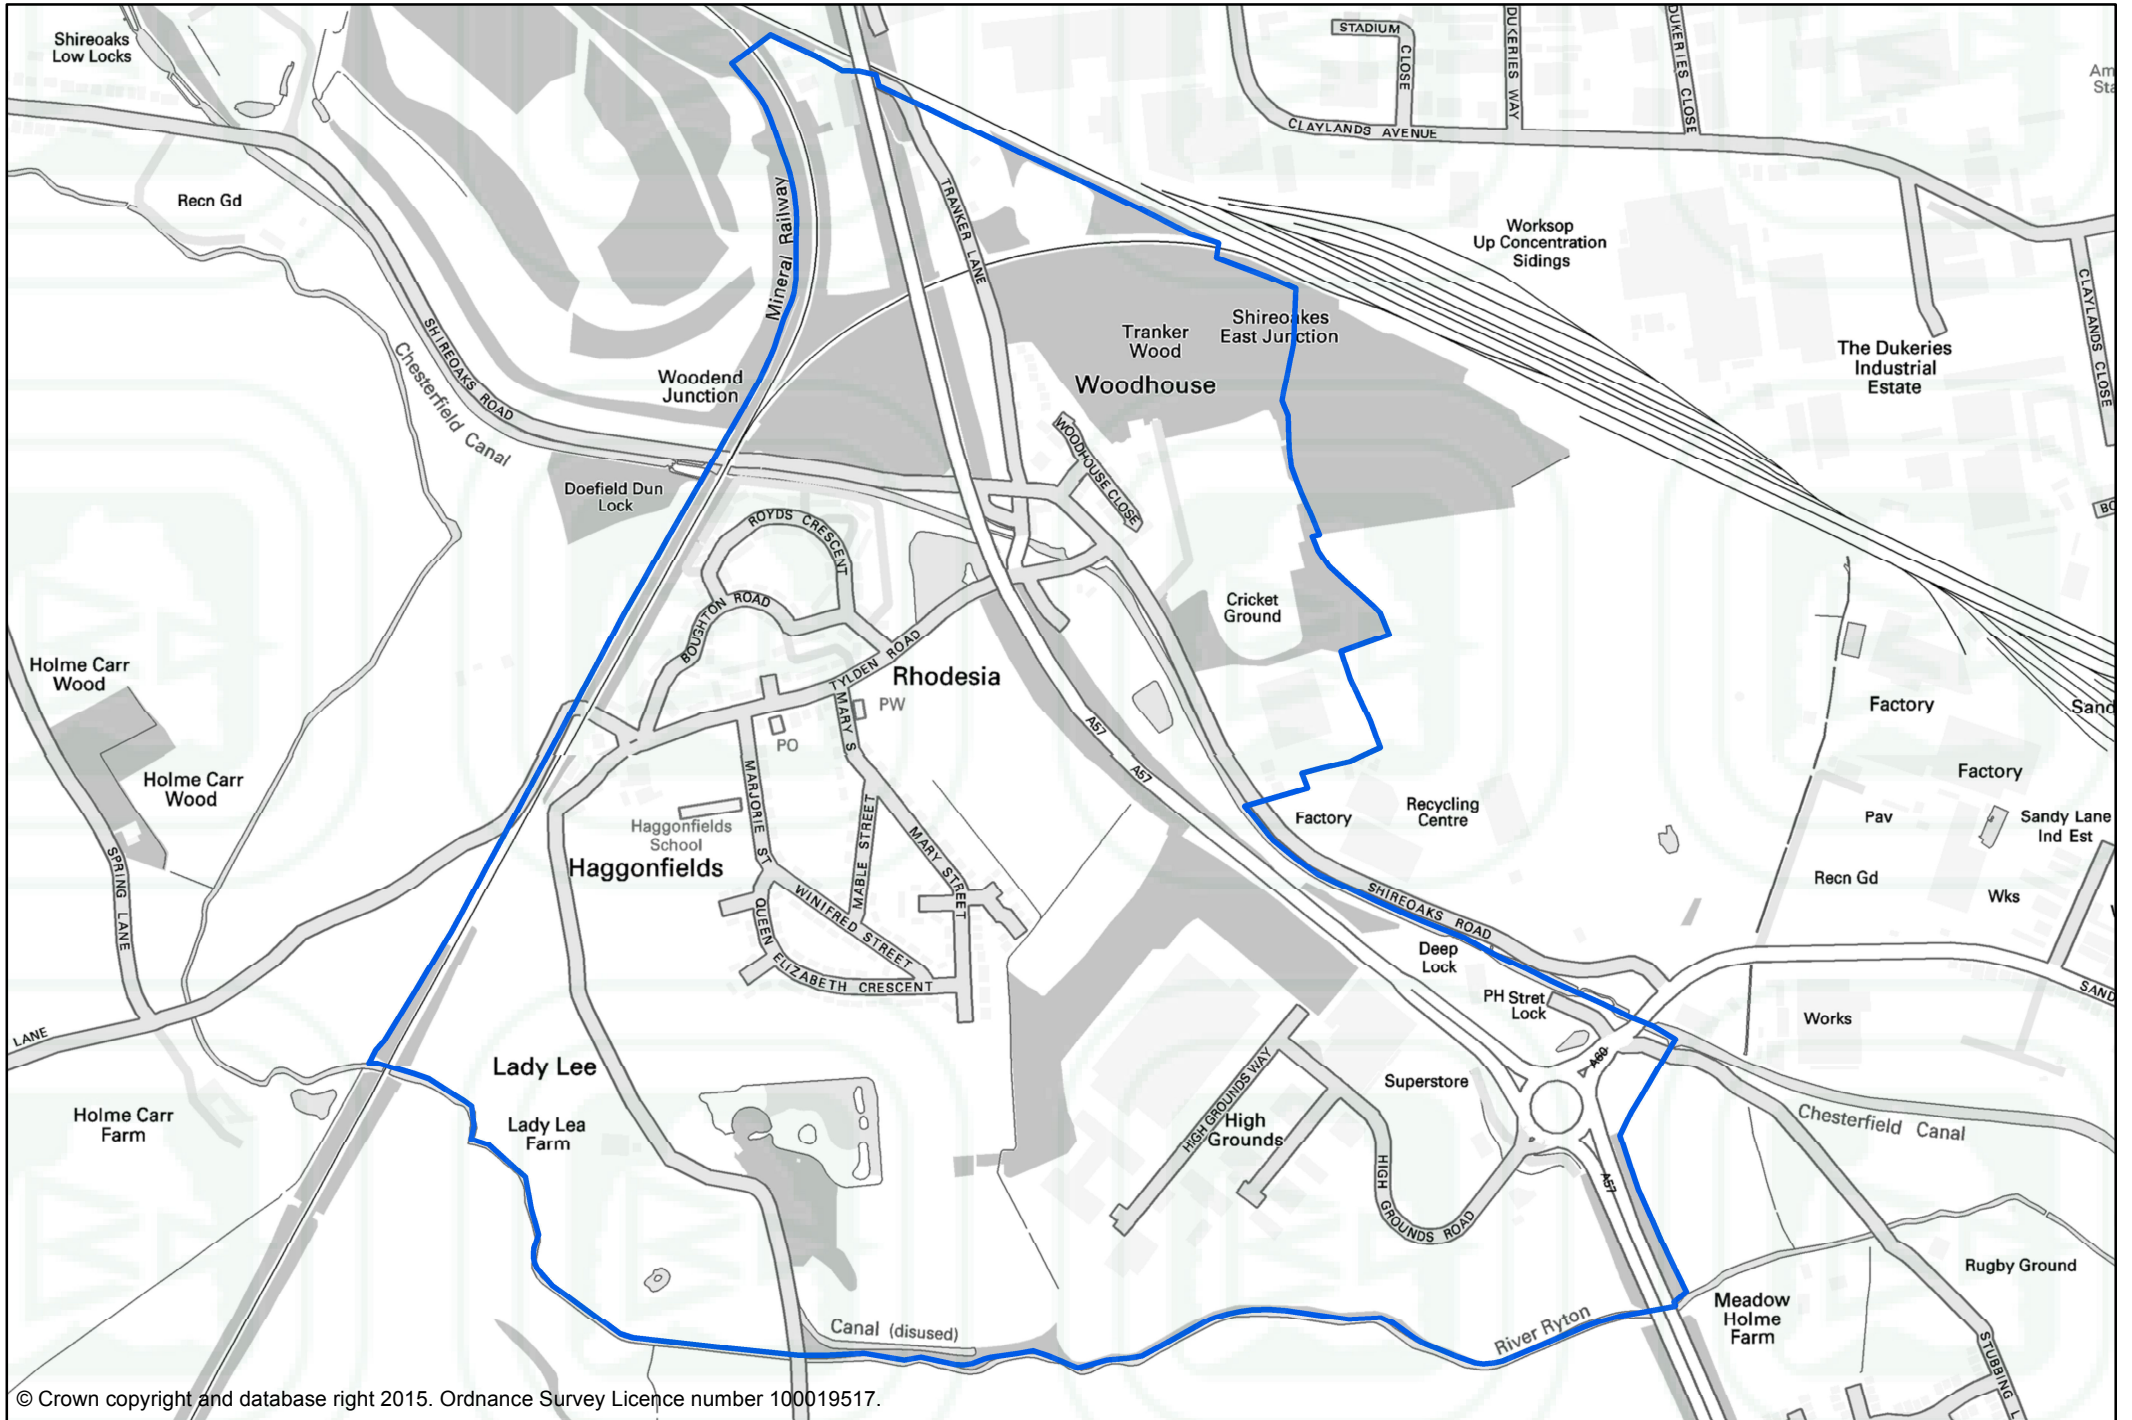 Shireoaks
Low Locks
STADIUM
CLOSE
DUKERIES WAY
DUKERIES CLOSE
CLAYLANDS AVENUE
Recn Gd
Mineral Railway
TRANKER LANE
Worksop
Up Concentration
Sidings
CLAYLANDS CLOSE
SHIREOAKS ROAD
Chesterfield Canal
Tranker
Wood
Shireoakes
East Junction
Woodhouse
The Dukeries
Industrial
Estate
Woodend
Junction
WOODHOUSE CLOSE
Doefield Dun
Lock
ROYDS CRESCENT
BOUGHTON ROAD
Cricket
Ground
TYLDEN ROAD
Rhodesia
Holme Carr
Wood
PW
MARY S
PO
A57
A57
Factory
Sand
Holme Carr
Wood
MARJORIE ST
Haggonfields
School
Haggonfields
MABLE STREET
MARY STREET
Factory
Recycling
Centre
Factory
Pav
Sandy Lane
Ind Est
SPRING LANE
WINIFRED STREET
QUEEN ELIZABETH CRESCENT
SHIREOAKS ROAD
Recn Gd
Wks
Deep
Lock
PH Stret
Lock
SAND
Works
LANE
Lady Lee
A60
Superstore
HIGH GROUNDS WAY
Holme Carr
Farm
Lady Lea
Farm
High
Grounds
Chesterfield Canal
HIGH GROUNDS ROAD
A57
Rugby Ground
Canal (disused)
River Ryton
Meadow
Holme
Farm
STUBBING L
© Crown copyright and database right 2015. Ordnance Survey Licence number 100019517.